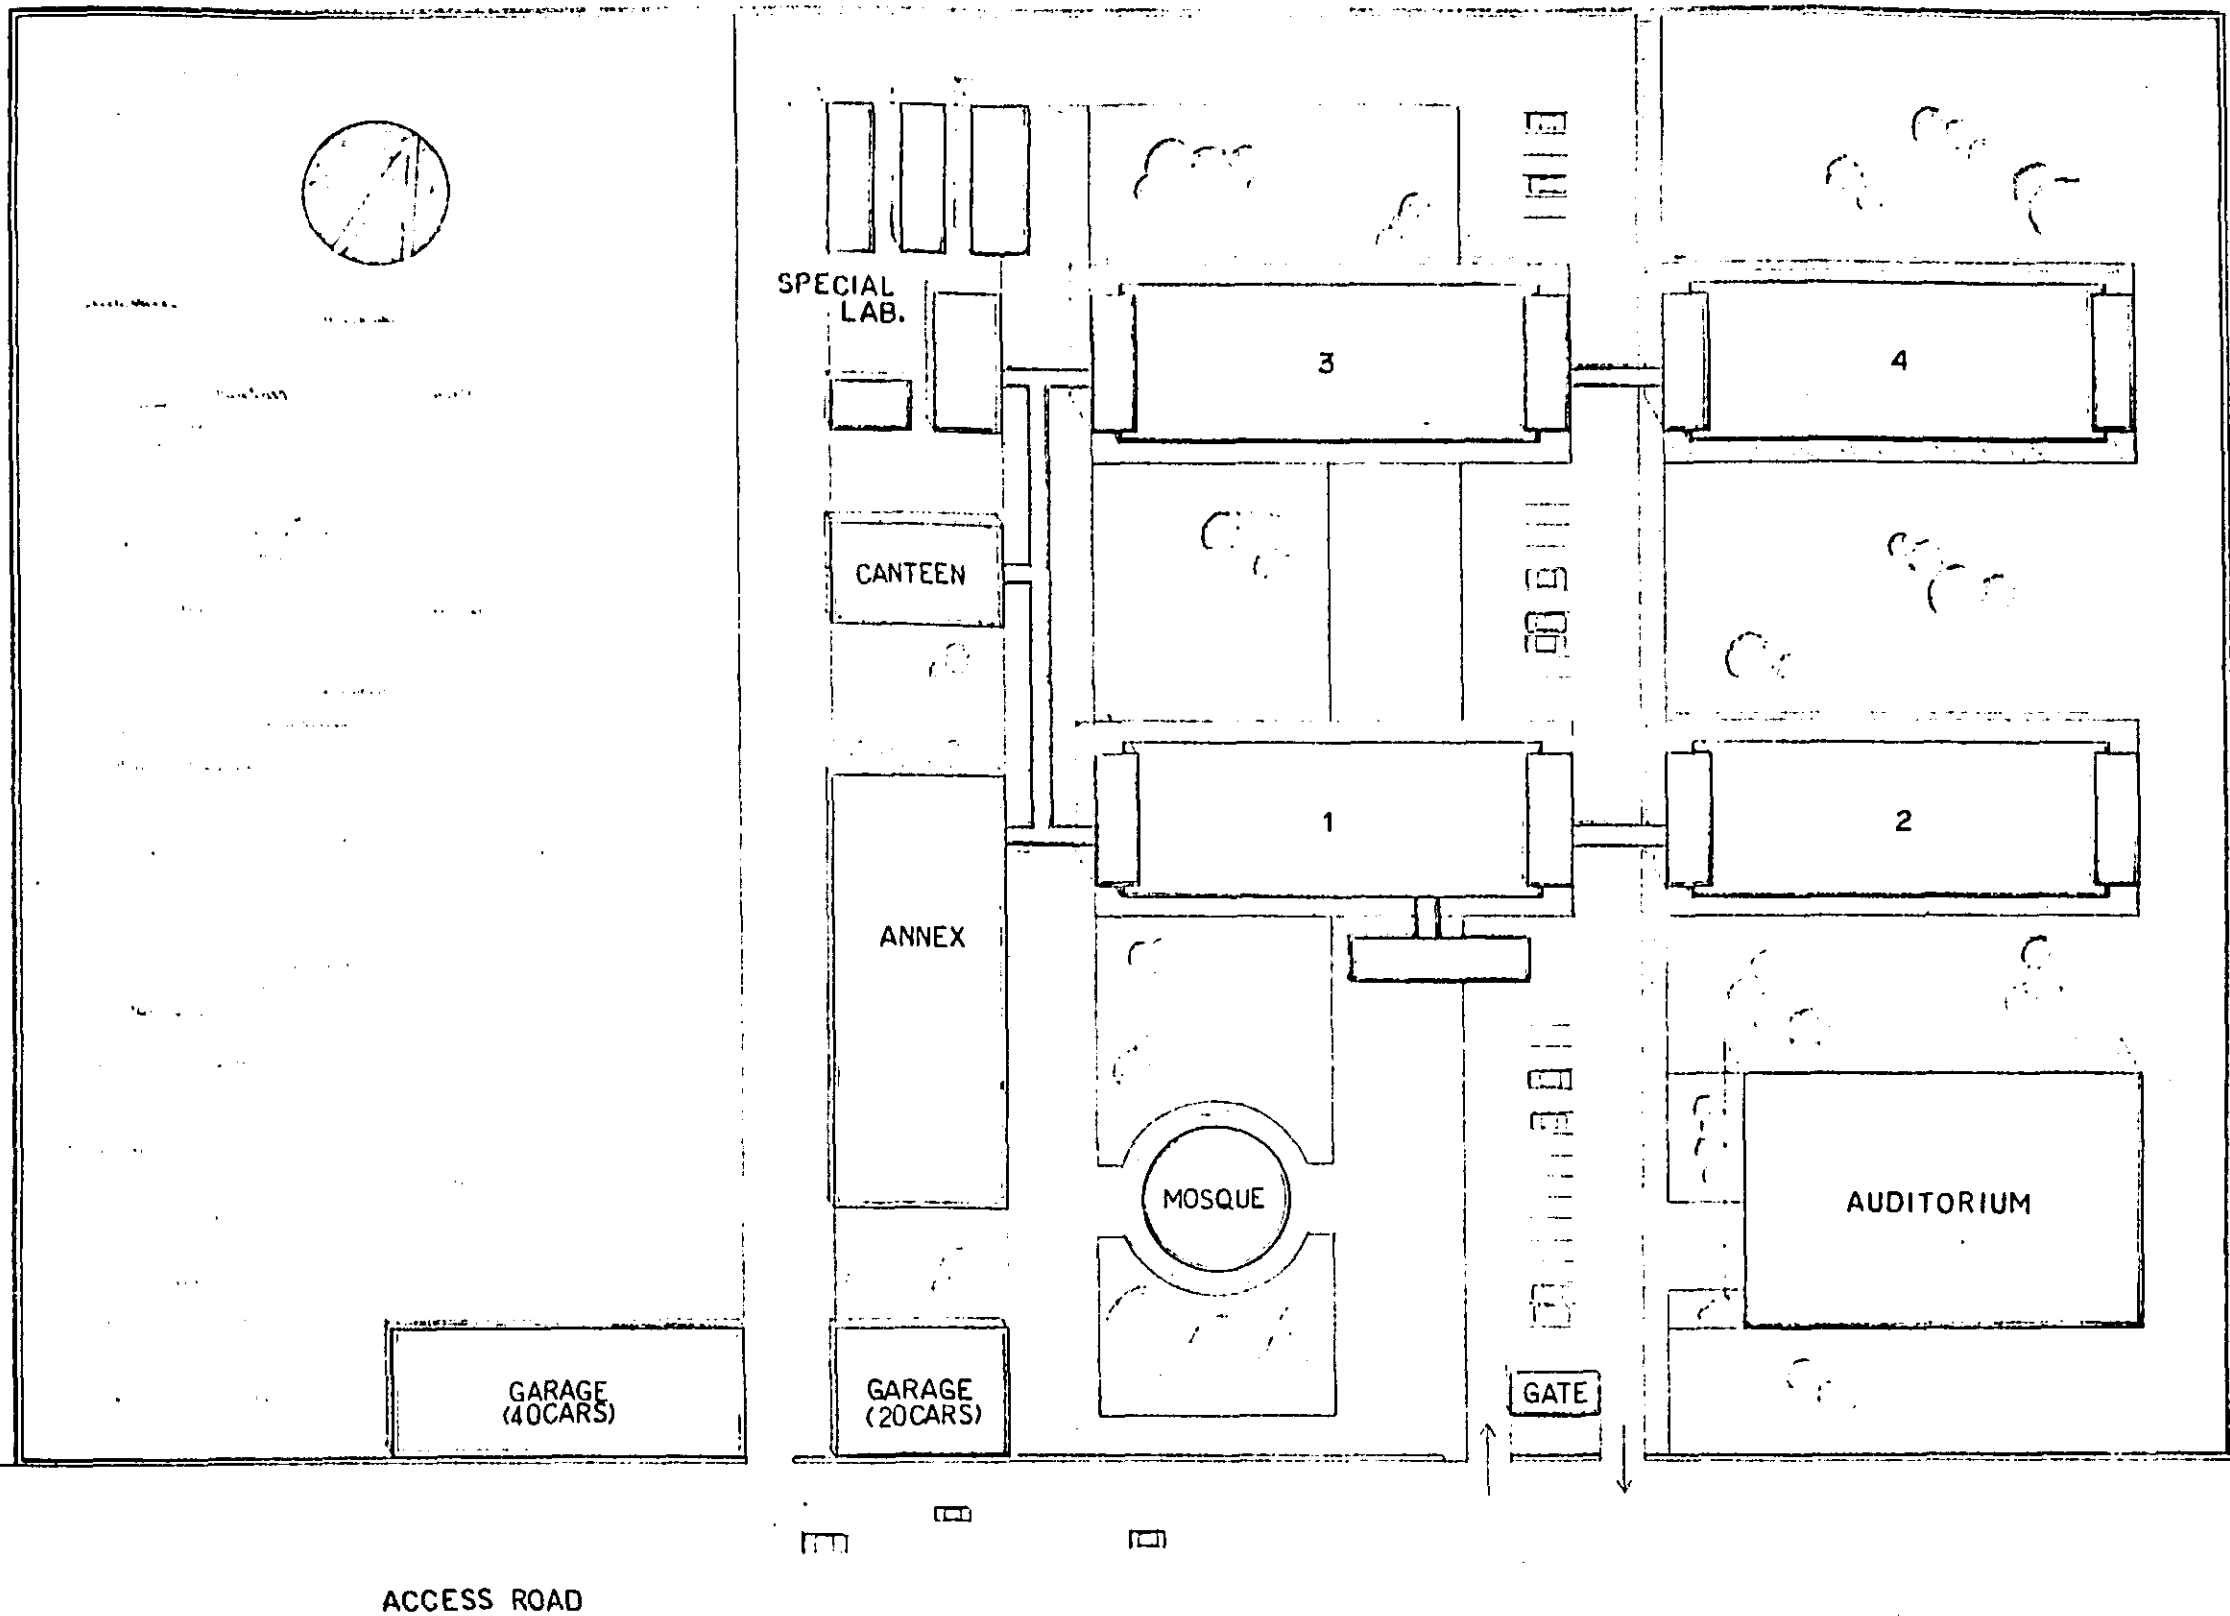 SPECIAL
LAB.
3
4
CANTEEN
1
2
ANNEX
MOSQUE
AUDITORIUM
GARAGE
(40CARS)
GARAGE
(20CARS)
GATE
ACCESS ROAD